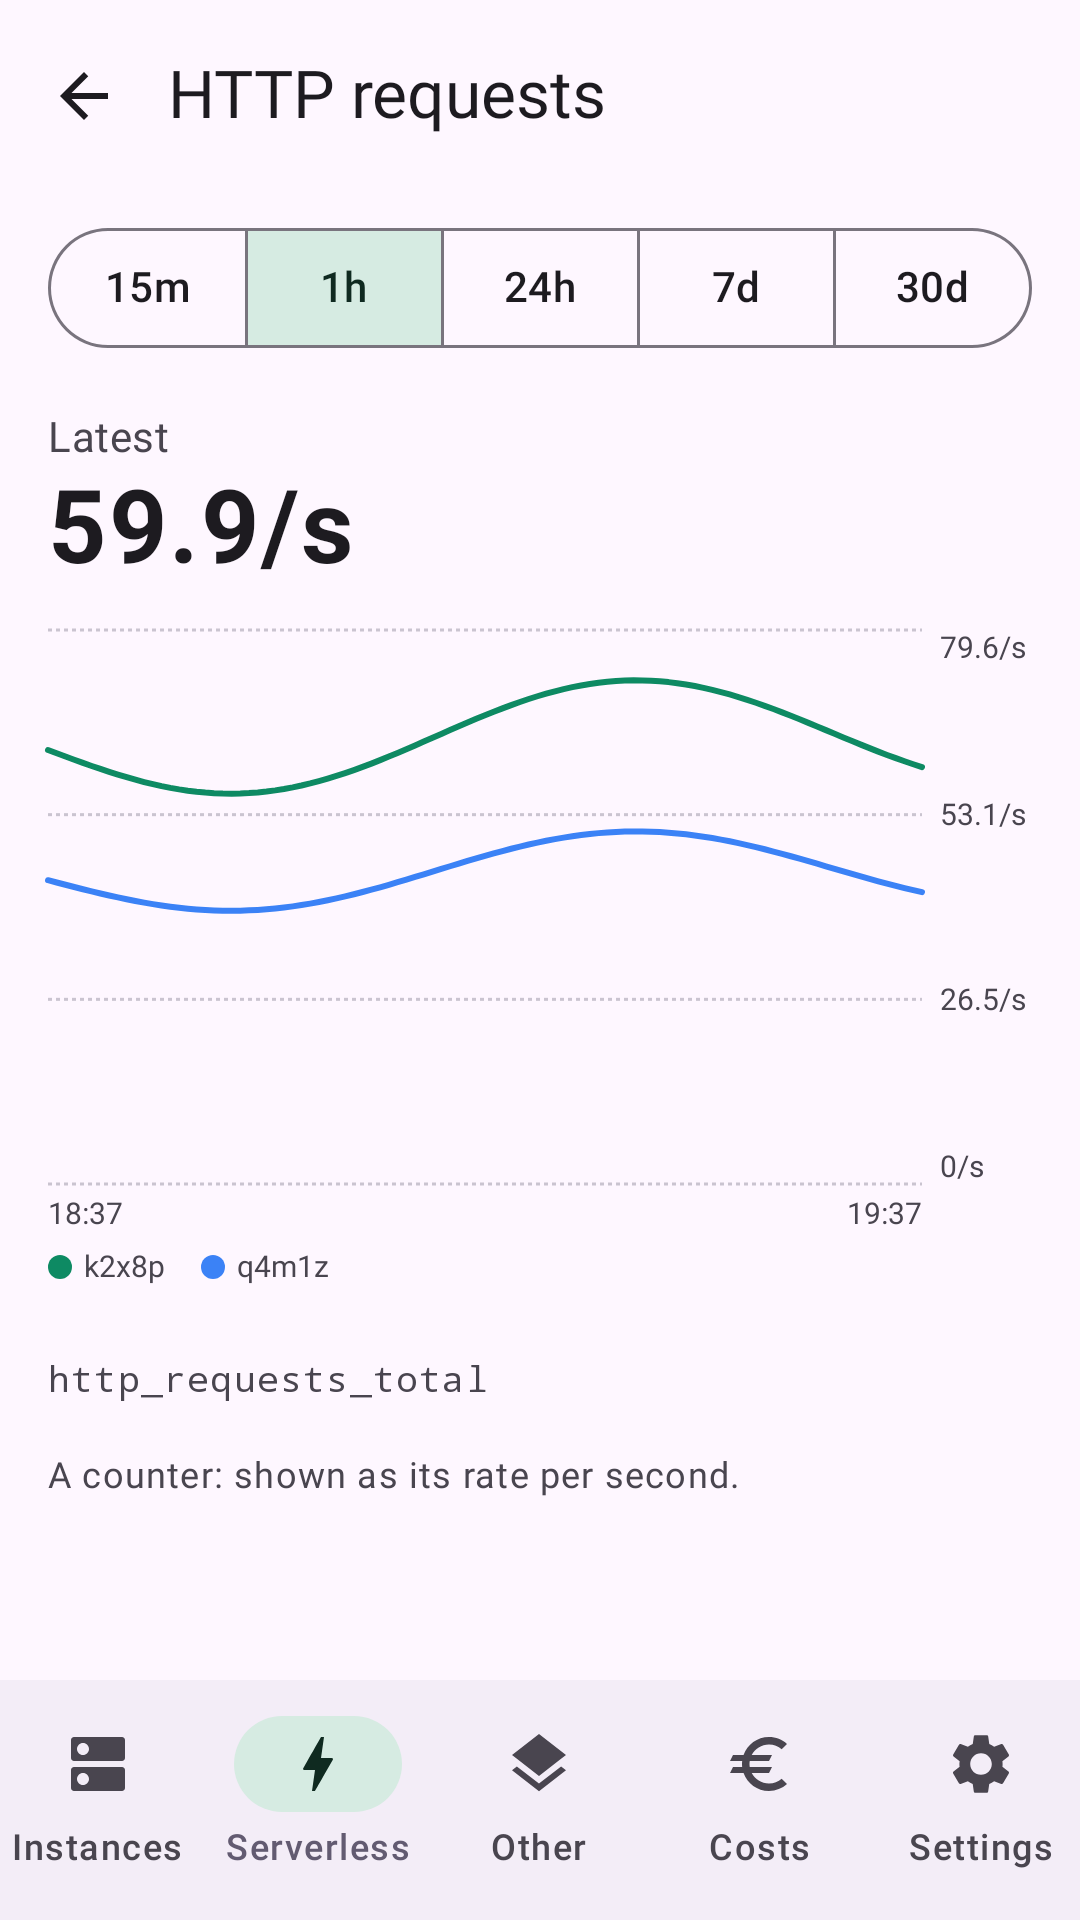 HTTP requests
15m 1h 24h 7d 30d
Latest
59.9/s
79.6/s
53.1/s
26.5/s
0/s
18:37 19:37
k2x8p q4m1z
http_requests_total
A counter: shown as its rate per second.
Instances Serverless Other Costs Settings